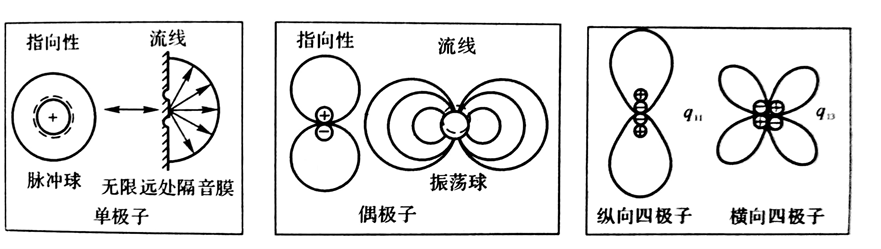 指向性
流线
+
脉冲球
无限远处隔音膜
单极子
指向性
流线
+
−
振荡球
偶极子
+
−
−
+
q₁₁
纵向四极子
− +
+ −
q₁₃
横向四极子